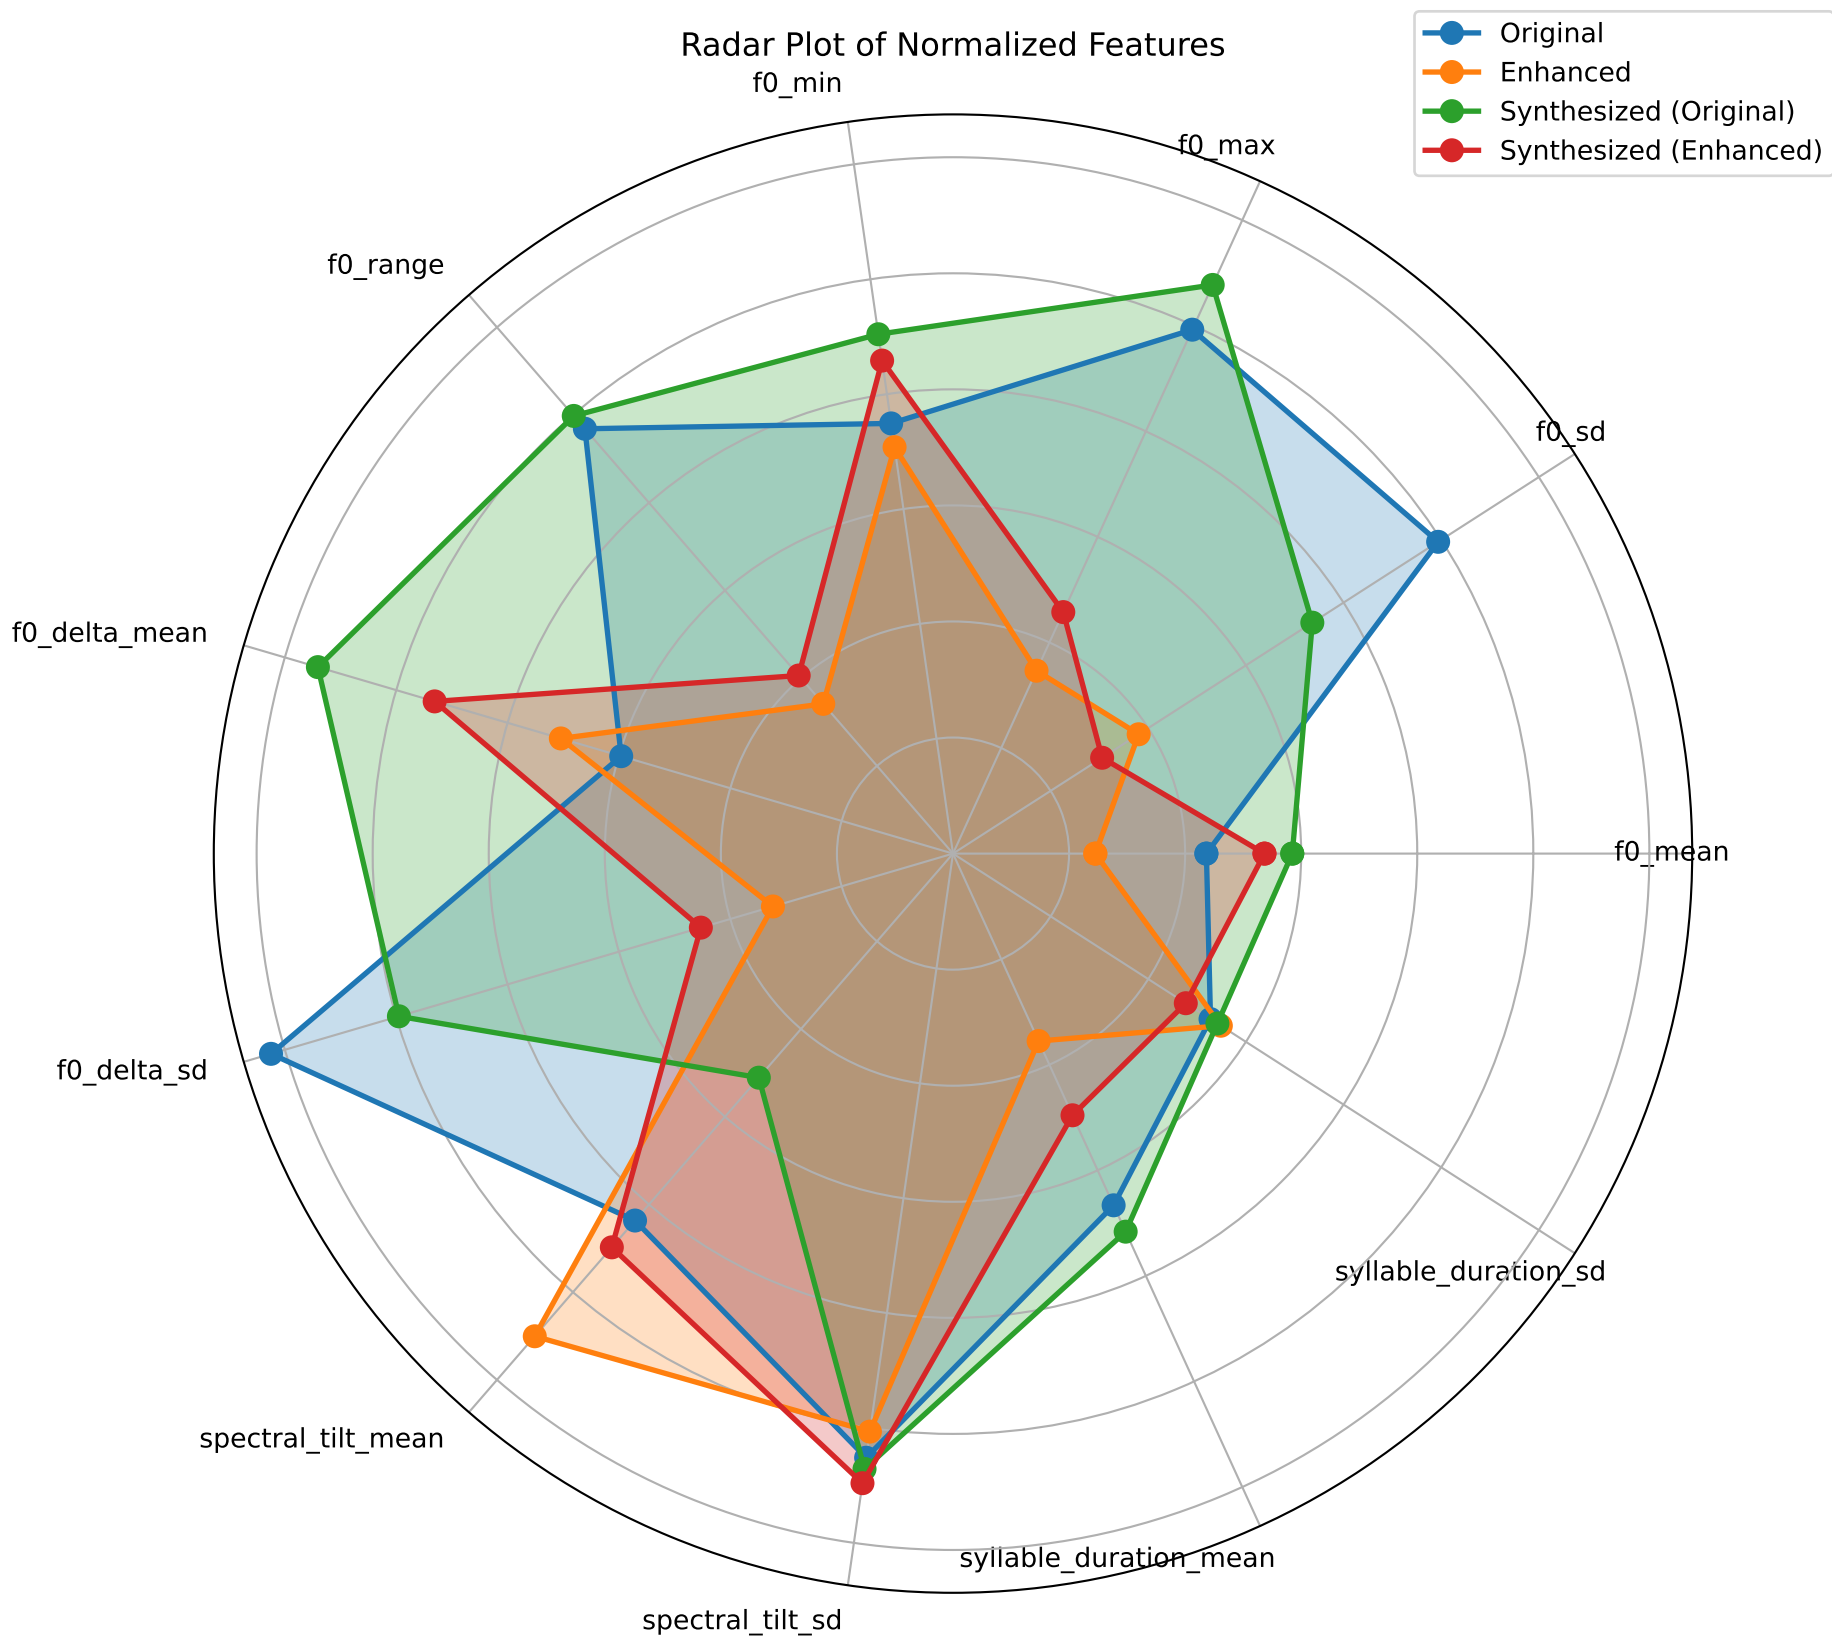 Radar Plot of Normalized Features
Original
Enhanced
Synthesized (Original)
Synthesized (Enhanced)
f0_min
f0_max
f0_range
f0_sd
f0_delta_mean
f0_mean
f0_delta_sd
syllable_duration_sd
spectral_tilt_mean
syllable_duration_mean
spectral_tilt_sd